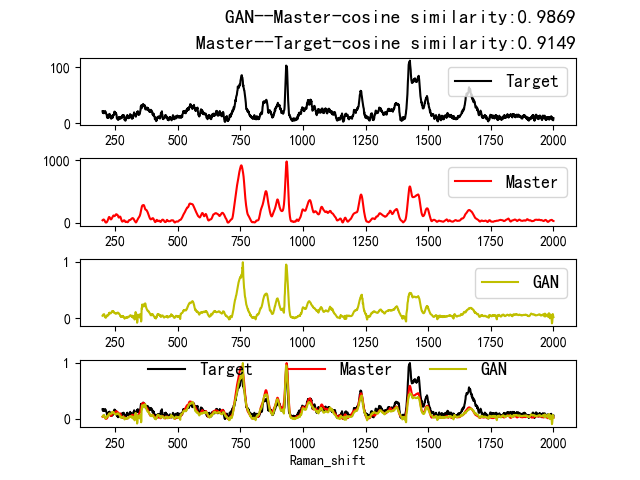 GAN--Master-cosine similarity:0.9869
Master--Target-cosine similarity:0.9149
100
0
Target
250 500 750 1000 1250 1500 1750 2000
1000
0
Master
250 500 750 1000 1250 1500 1750 2000
1
0
GAN
250 500 750 1000 1250 1500 1750 2000
1
0
Target Master GAN
250 500 750 1000 1250 1500 1750 2000
Raman_shift